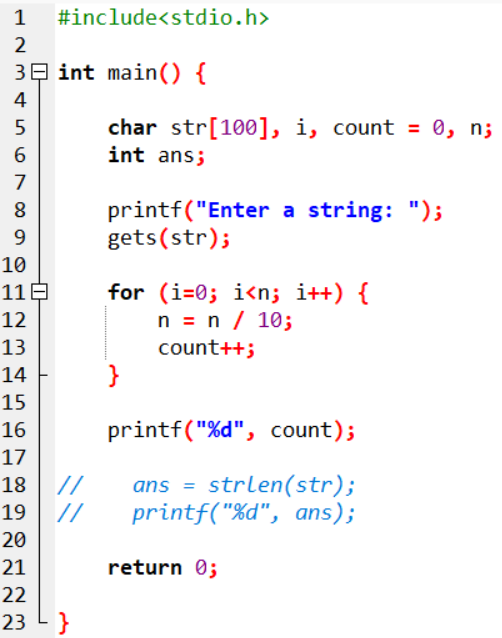 1 #include<stdio.h>
2
3 int main() {
4
5 char str[100], i, count = 0, n;
6 int ans;
7
8 printf("Enter a string: ");
9 gets(str);
10
11 for (i=0; i<n; i++) {
12 n = n / 10;
13 count++;
14 }
15
16 printf("%d", count);
17
18 // ans = strlen(str);
19 // printf("%d", ans);
20
21 return 0;
22
23 }